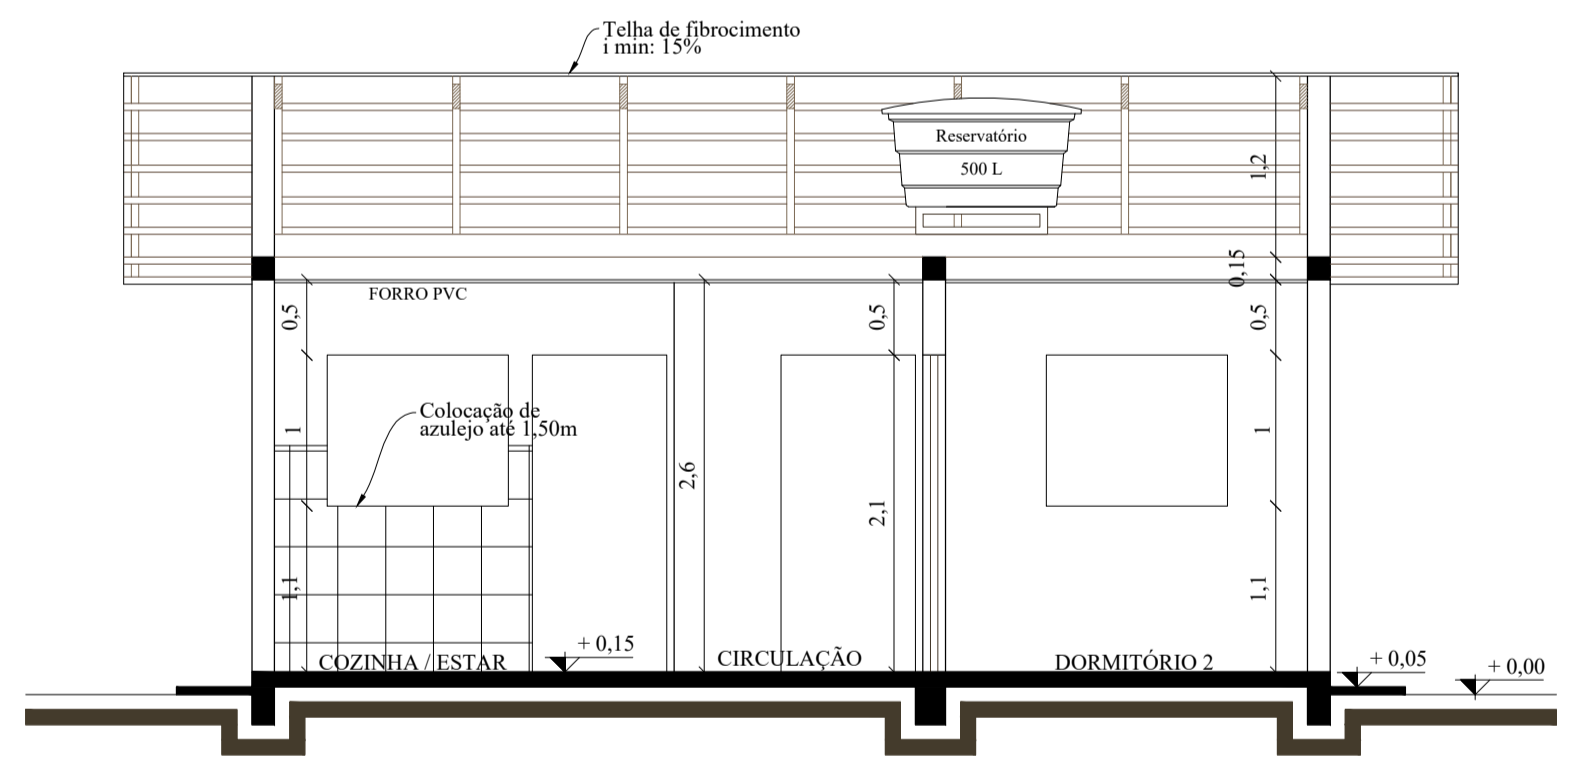 Telha de fibrocimento
i min: 15%
Reservatório
500 L
1,2
0,15
FORRO PVC
0,5
0,5
0,5
Colocação de
azulejo até 1,50m
1
1
2,6
2,1
1,1
1,1
+ 0,15
COZINHA / ESTAR
CIRCULAÇÃO
DORMITÓRIO 2
+ 0,05
+ 0,00